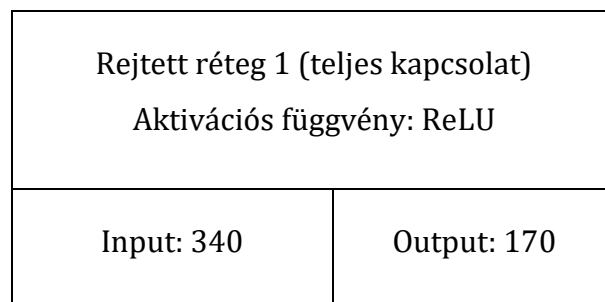 Rejtett réteg 1 (teljes kapcsolat)
Aktivációs függvény: ReLU
Input: 340
Output: 170